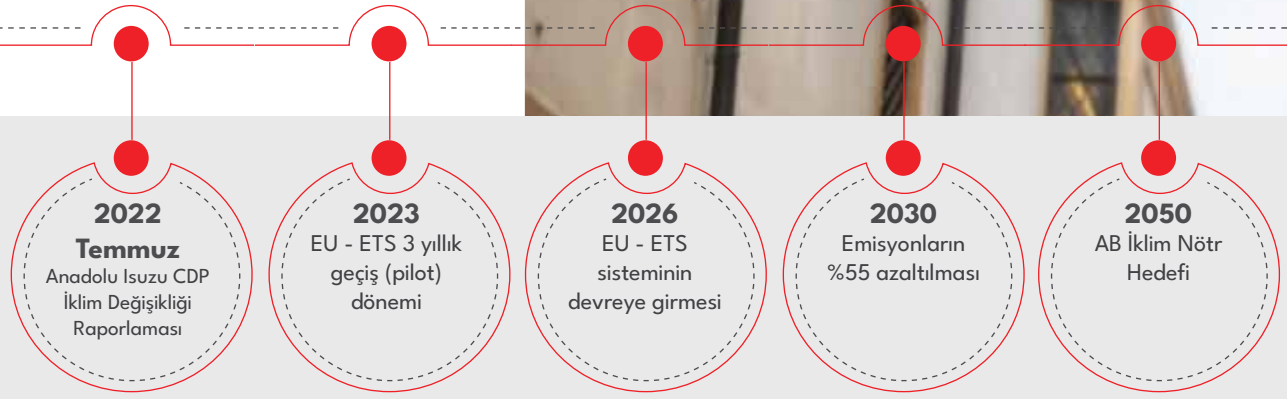 2022
Temmuz
Anadolu Isuzu CDP
İklim Değişikliği
Raporlaması
2023
EU - ETS 3 yıllık
geçiş (pilot)
dönemi
2026
EU - ETS
sisteminin
devreye girmesi
2030
Emisyonların
%55 azaltılması
2050
AB İklim Nötr
Hedefi